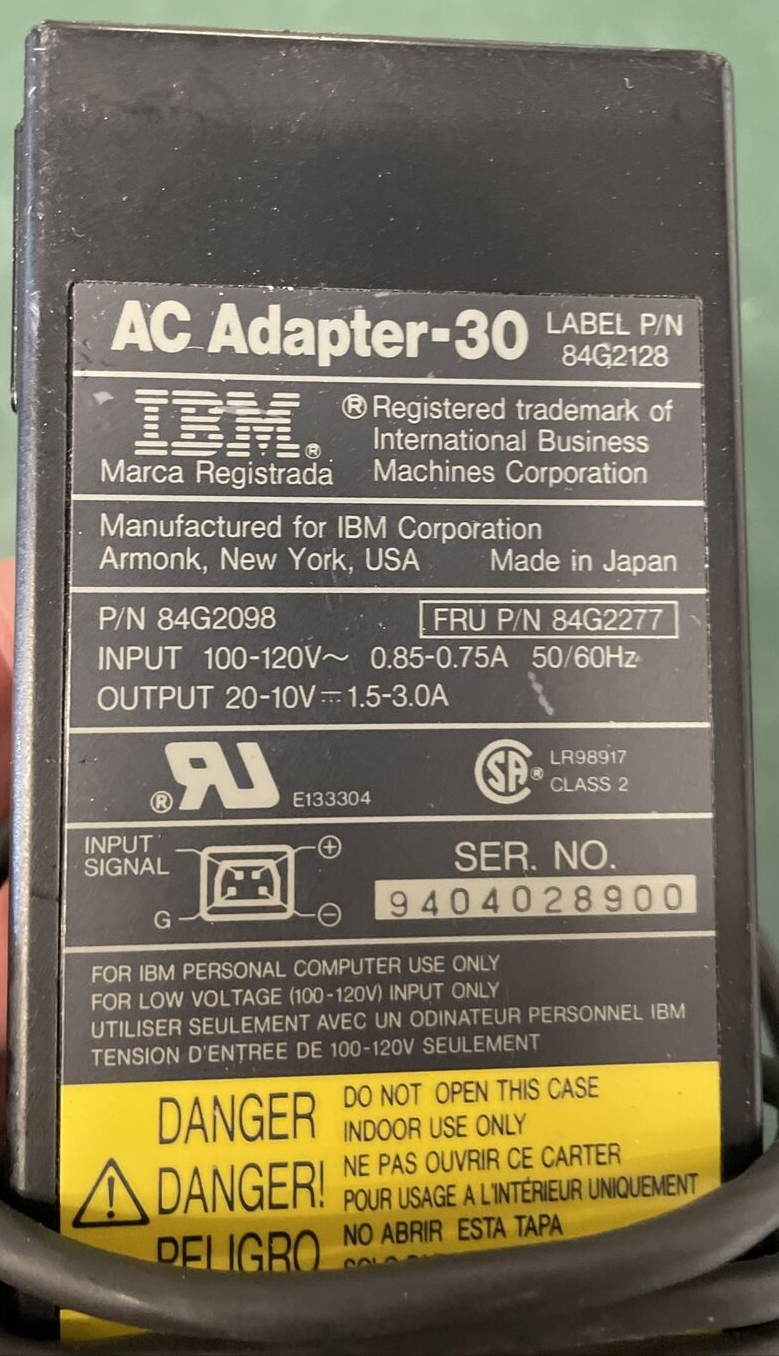 AC Adapter-30 LABEL P/N
84G2128
IBM® ® Registered trademark of
International Business
Marca Registrada Machines Corporation
Manufactured for IBM Corporation
Armonk, New York, USA Made in Japan
P/N 84G2098 FRU P/N 84G2277
INPUT 100-120V~ 0.85-0.75A 50/60Hz
OUTPUT 20-10V⎓1.5-3.0A
® RU E133304 SA® LR98917
CLASS 2
INPUT +
SIGNAL
G −
SER. NO.
9404028900
FOR IBM PERSONAL COMPUTER USE ONLY
FOR LOW VOLTAGE (100-120V) INPUT ONLY
UTILISER SEULEMENT AVEC UN ODINATEUR PERSONNEL IBM
TENSION D'ENTREE DE 100-120V SEULEMENT
DANGER DO NOT OPEN THIS CASE
INDOOR USE ONLY
DANGER! NE PAS OUVRIR CE CARTER
POUR USAGE A L'INTÉRIEUR UNIQUEMENT
PELIGRO NO ABRIR ESTA TAPA